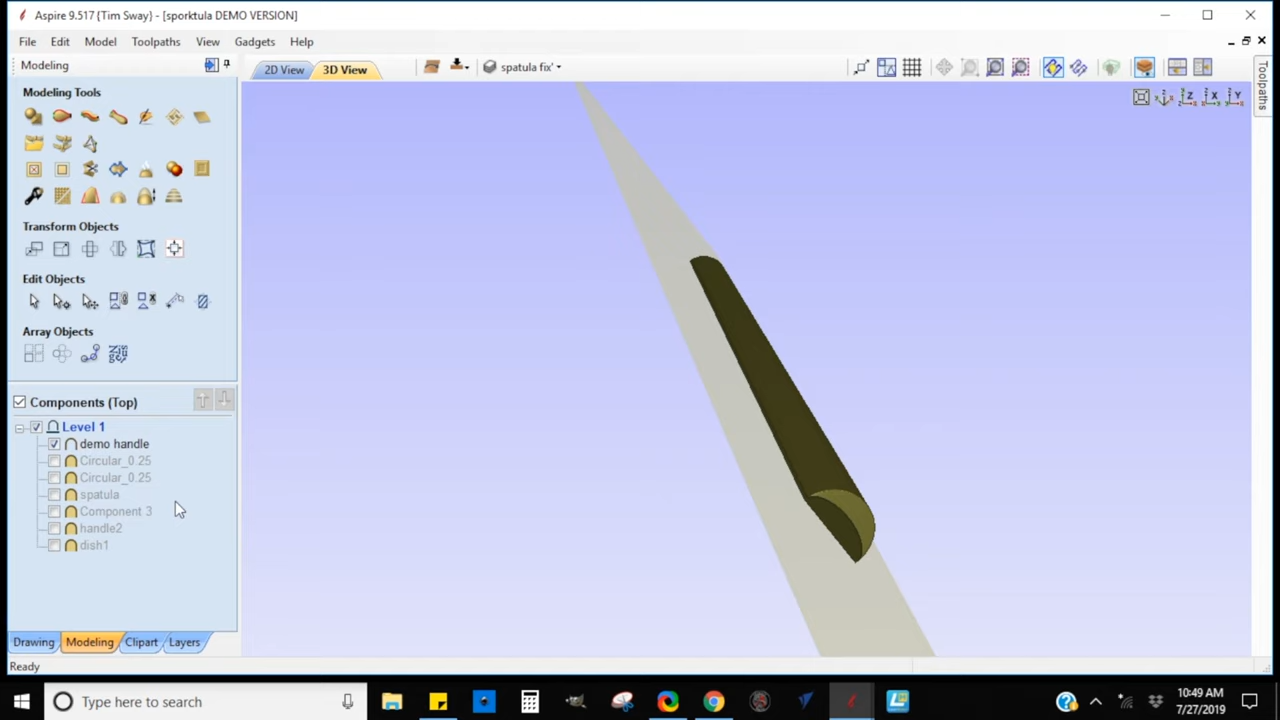 Aspire 9.517 {Tim Sway} - [sporktula DEMO VERSION]
File Edit Model Toolpaths View Gadgets Help
Modeling
2D View 3D View spatula fix'
Toolpaths
Modeling Tools
Z X Y
Transform Objects
Edit Objects
Array Objects
Components (Top)
Level 1
demo handle
Circular_0.25
Circular_0.25
spatula
Component 3
handle2
dish1
Drawing Modeling Clipart Layers
Ready
Type here to search
10:49 AM
7/27/2019